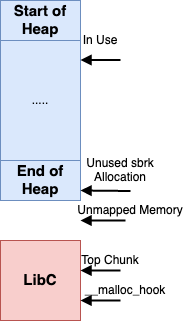 Start of
Heap
In Use
.....
End of
Heap
Unused sbrk
Allocation
Unmapped Memory
LibC
Top Chunk
__malloc_hook